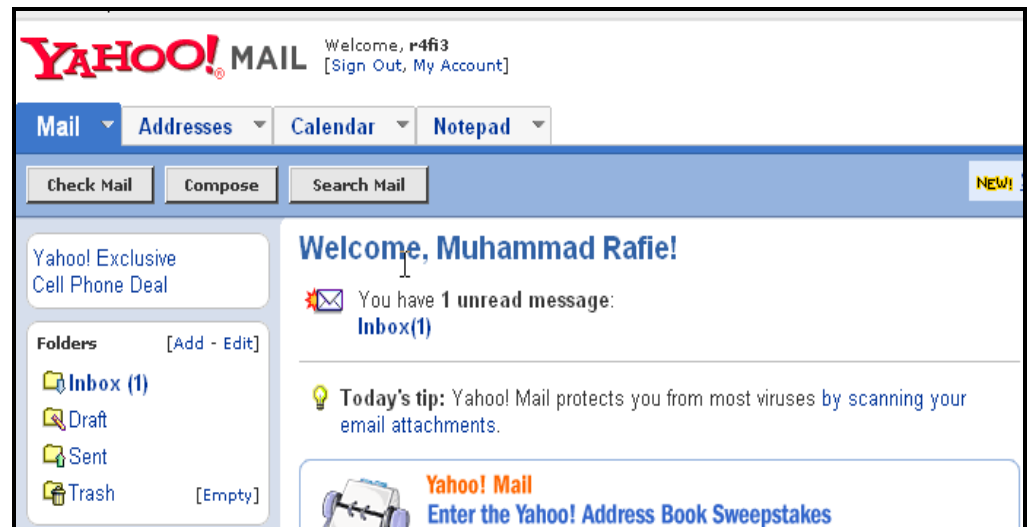 YAHOO!® MAIL
Welcome, r4fi3
[Sign Out, My Account]
Mail Addresses Calendar Notepad
Check Mail Compose Search Mail
NEW!
Yahoo! Exclusive
Cell Phone Deal
Folders [Add - Edit]
Inbox (1)
Draft
Sent
Trash [Empty]
Welcome, Muhammad Rafie!
You have 1 unread message:
Inbox(1)
Today's tip: Yahoo! Mail protects you from most viruses by scanning your
email attachments.
Yahoo! Mail
Enter the Yahoo! Address Book Sweepstakes